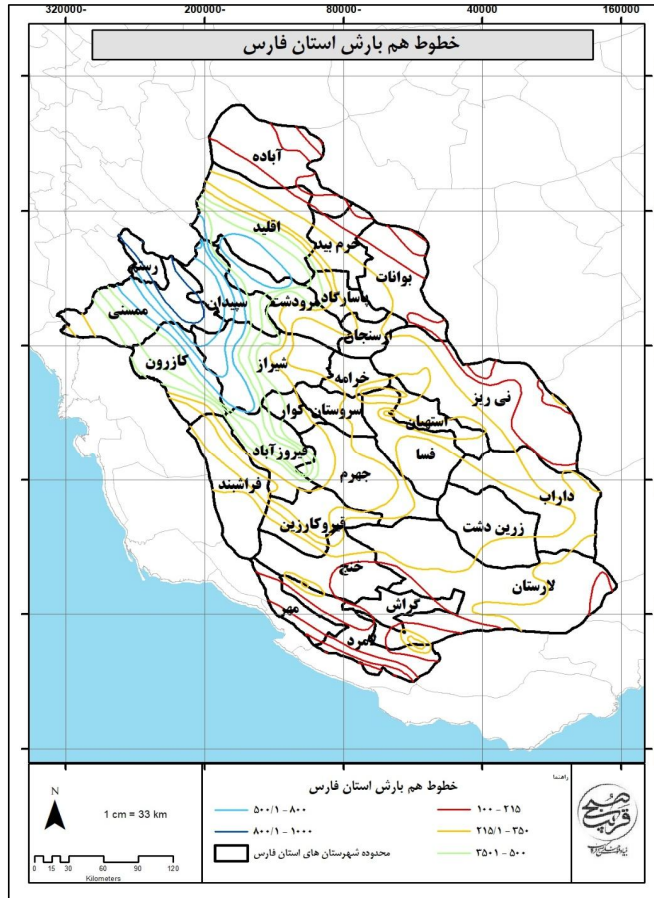 320000 200000 80000- 40000 160000
خطوط هم بارش استان فارس
آباده
اقلید
خرم بید
بوانات
رستم
سپیدان
مرودشت
پاسارگاد
ممسنی
ارسنجان
کازرون
شیراز
خرامه
نی ریز
کوار
سروستان
استهبان
فیروزآباد
فسا
فراشبند
جهرم
داراب
قیروکارزین
زرین دشت
خنج
لارستان
گراش
مهر
لامرد
N
1 cm = 33 km
0 15 30 60 90 120
Kilometers
خطوط هم بارش استان فارس
راهنما
۱۰۰ - ۲۱۵
۲۱۵/۱ - ۳۵۰
۳۵۰۱ - ۵۰۰
۵۰۰/۱ - ۸۰۰
۸۰۰/۱ - ۱۰۰۰
محدوده شهرستان های استان فارس
صبح قریب